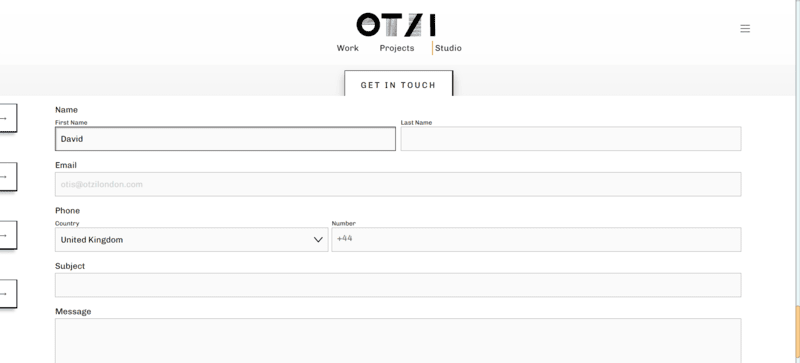 OTZI
Work Projects Studio
GET IN TOUCH
Name
First Name Last Name
David
Email
otis@otzilondon.com
Phone
Country Number
United Kingdom +44
Subject
Message